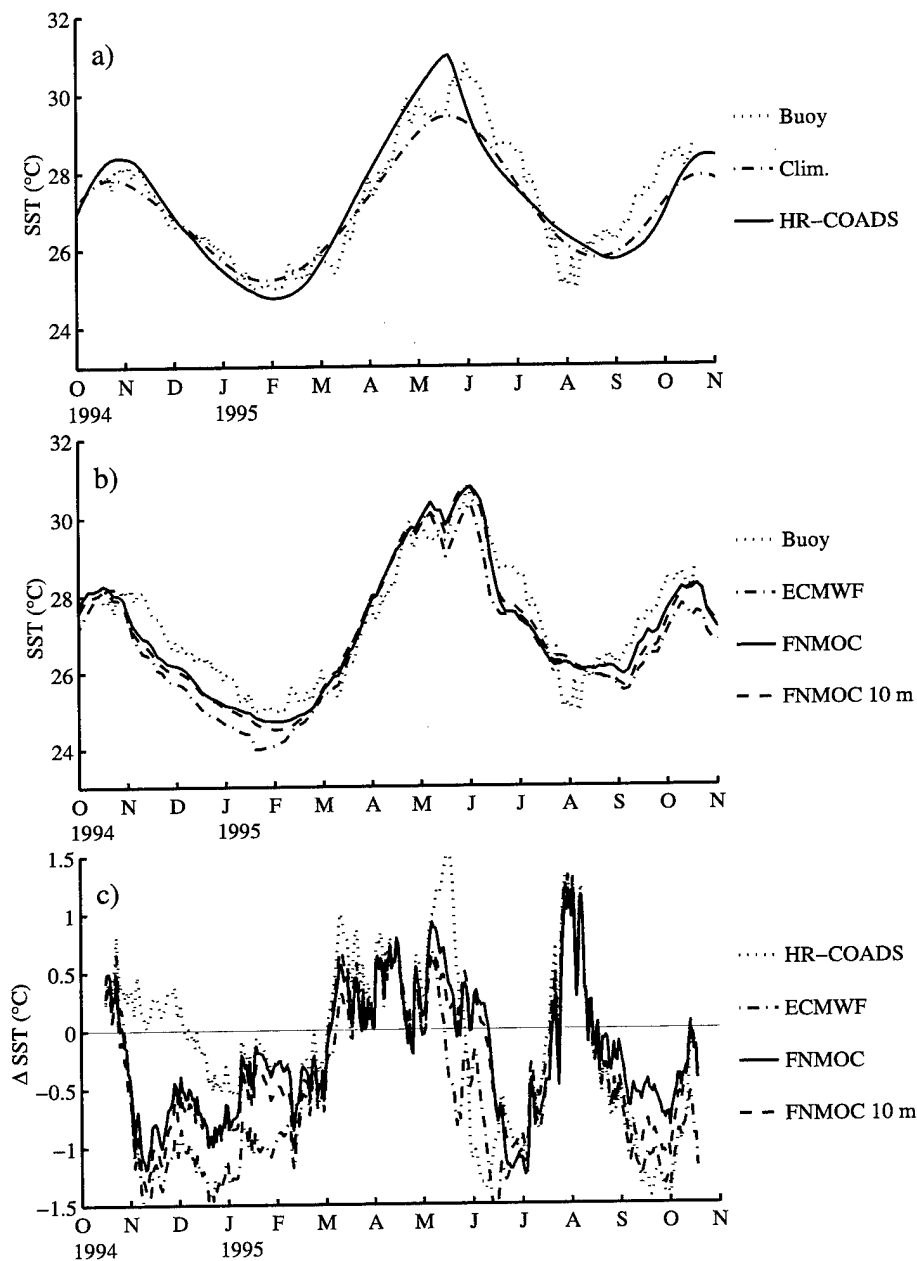 a)
32
30
28
26
24
SST (°C)
O N D J F M A M J J A S O N
1994 1995
Buoy
Clim.
HR–COADS
b)
32
30
28
26
24
SST (°C)
O N D J F M A M J J A S O N
1994 1995
Buoy
ECMWF
FNMOC
FNMOC 10 m
c)
1.5
1
0.5
0
−0.5
−1
−1.5
Δ SST (°C)
O N D J F M A M J J A S O N
1994 1995
HR–COADS
ECMWF
FNMOC
FNMOC 10 m